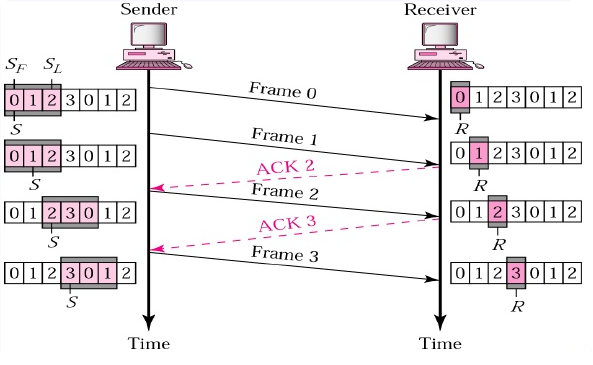 Sender
Receiver
S_F S_L
0 1 2 3 0 1 2
S
Frame 0
0 1 2 3 0 1 2
R
0 1 2 3 0 1 2
S
Frame 1
0 1 2 3 0 1 2
R
ACK 2
0 1 2 3 0 1 2
S
Frame 2
0 1 2 3 0 1 2
R
ACK 3
0 1 2 3 0 1 2
S
Frame 3
0 1 2 3 0 1 2
R
Time
Time